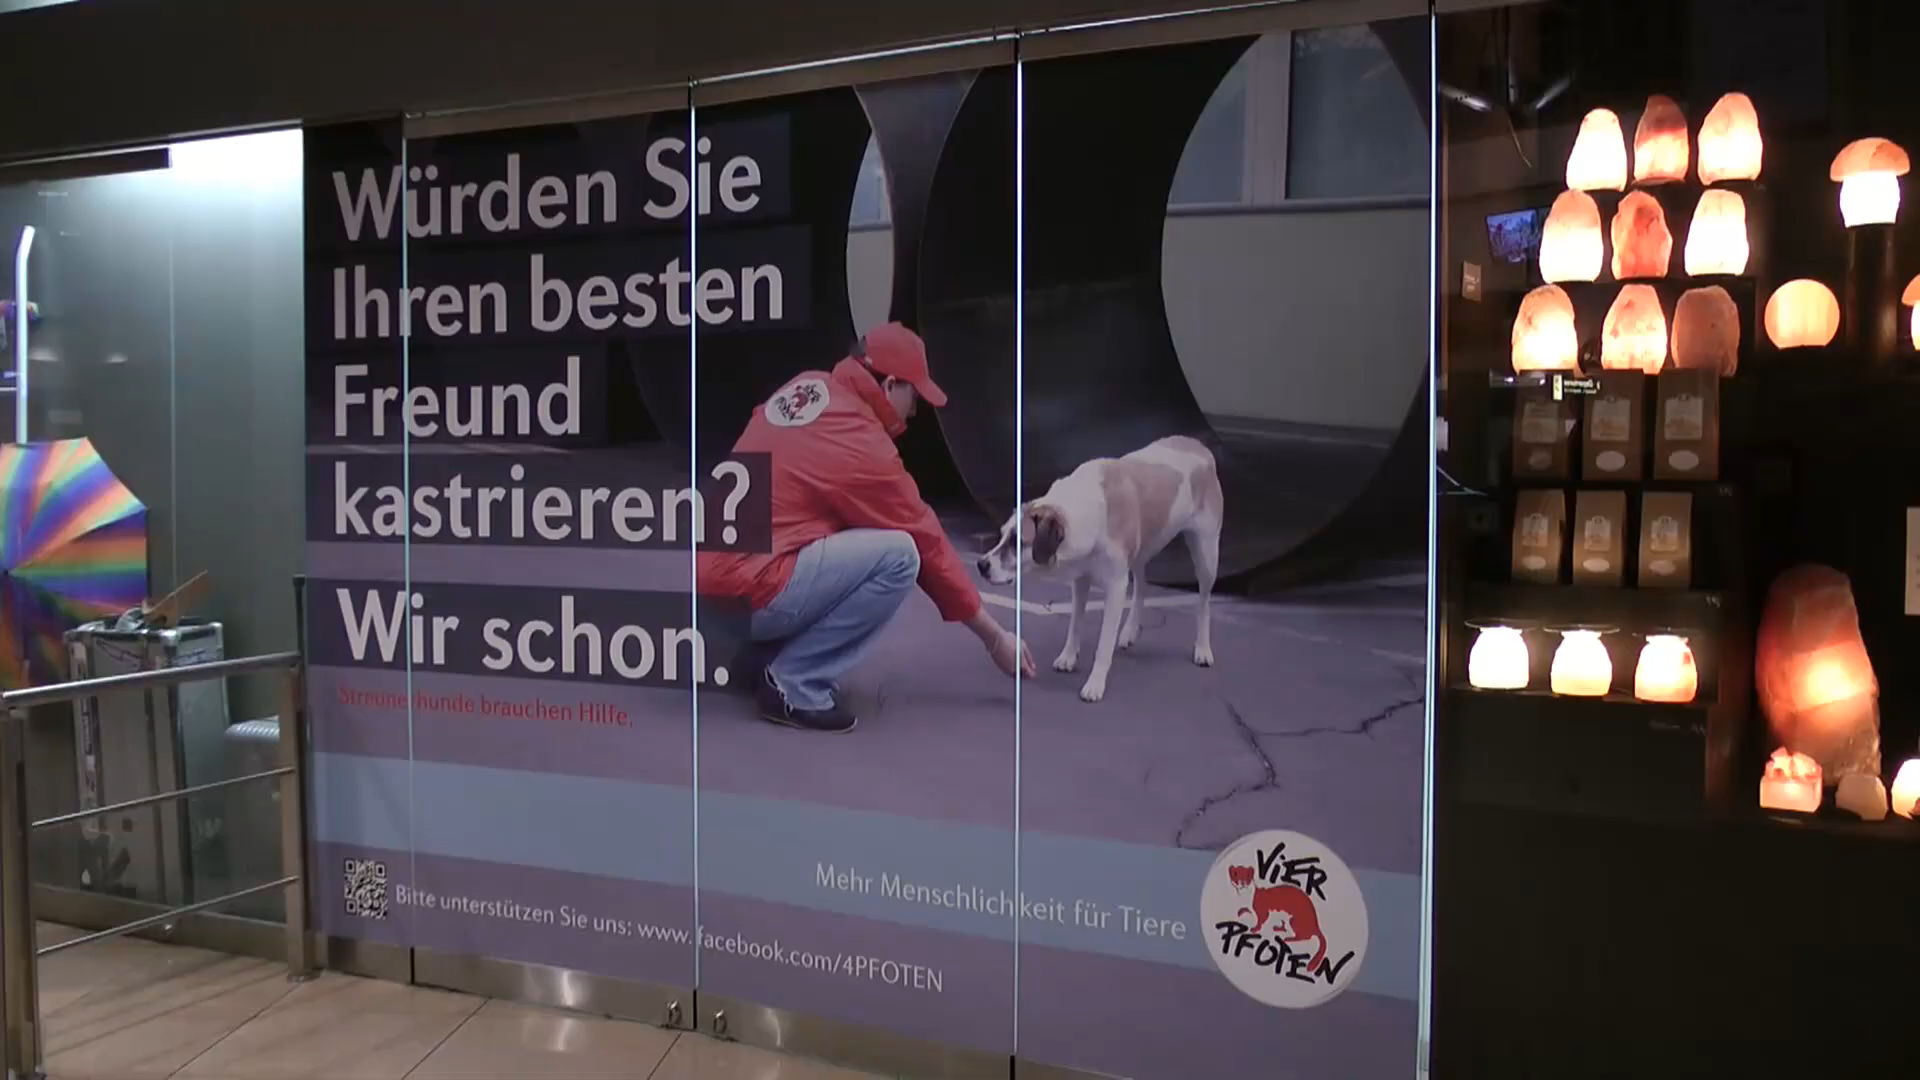 Würden Sie
Ihren besten
Freund
kastrieren?
Wir schon.
Streunerhunde brauchen Hilfe.
Mehr Menschlichkeit für Tiere
VIER
PFOTEN
Bitte unterstützen Sie uns: www.facebook.com/4PFOTEN